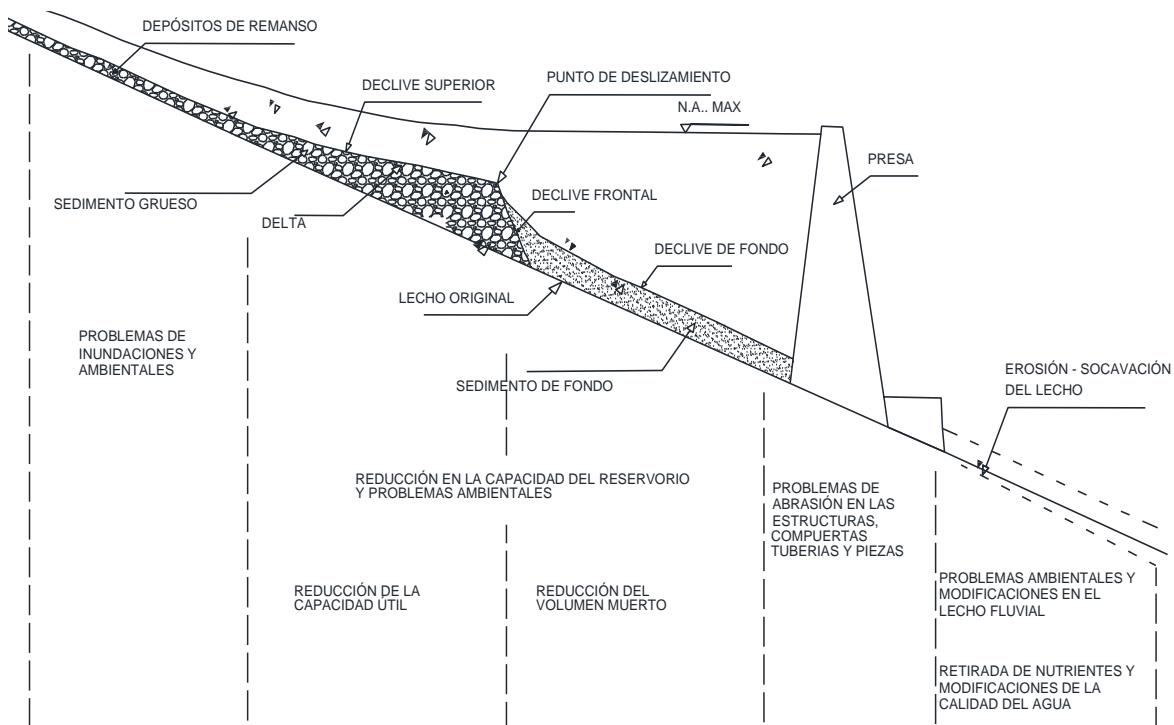 DEPÓSITOS DE REMANSO
DECLIVE SUPERIOR
PUNTO DE DESLIZAMIENTO
N.A.. MAX
PRESA
SEDIMENTO GRUESO
DELTA
DECLIVE FRONTAL
DECLIVE DE FONDO
LECHO ORIGINAL
SEDIMENTO DE FONDO
EROSIÓN - SOCAVACIÓN
DEL LECHO
PROBLEMAS DE
INUNDACIONES Y
AMBIENTALES
REDUCCIÓN EN LA CAPACIDAD DEL RESERVORIO
Y PROBLEMAS AMBIENTALES
REDUCCIÓN DE LA
CAPACIDAD ÚTIL
REDUCCIÓN DEL
VOLUMEN MUERTO
PROBLEMAS DE
ABRASIÓN EN LAS
ESTRUCTURAS,
COMPUERTAS
TUBERIAS Y PIEZAS
PROBLEMAS AMBIENTALES Y
MODIFICACIONES EN EL
LECHO FLUVIAL
RETIRADA DE NUTRIENTES Y
MODIFICACIONES DE LA
CALIDAD DEL AGUA